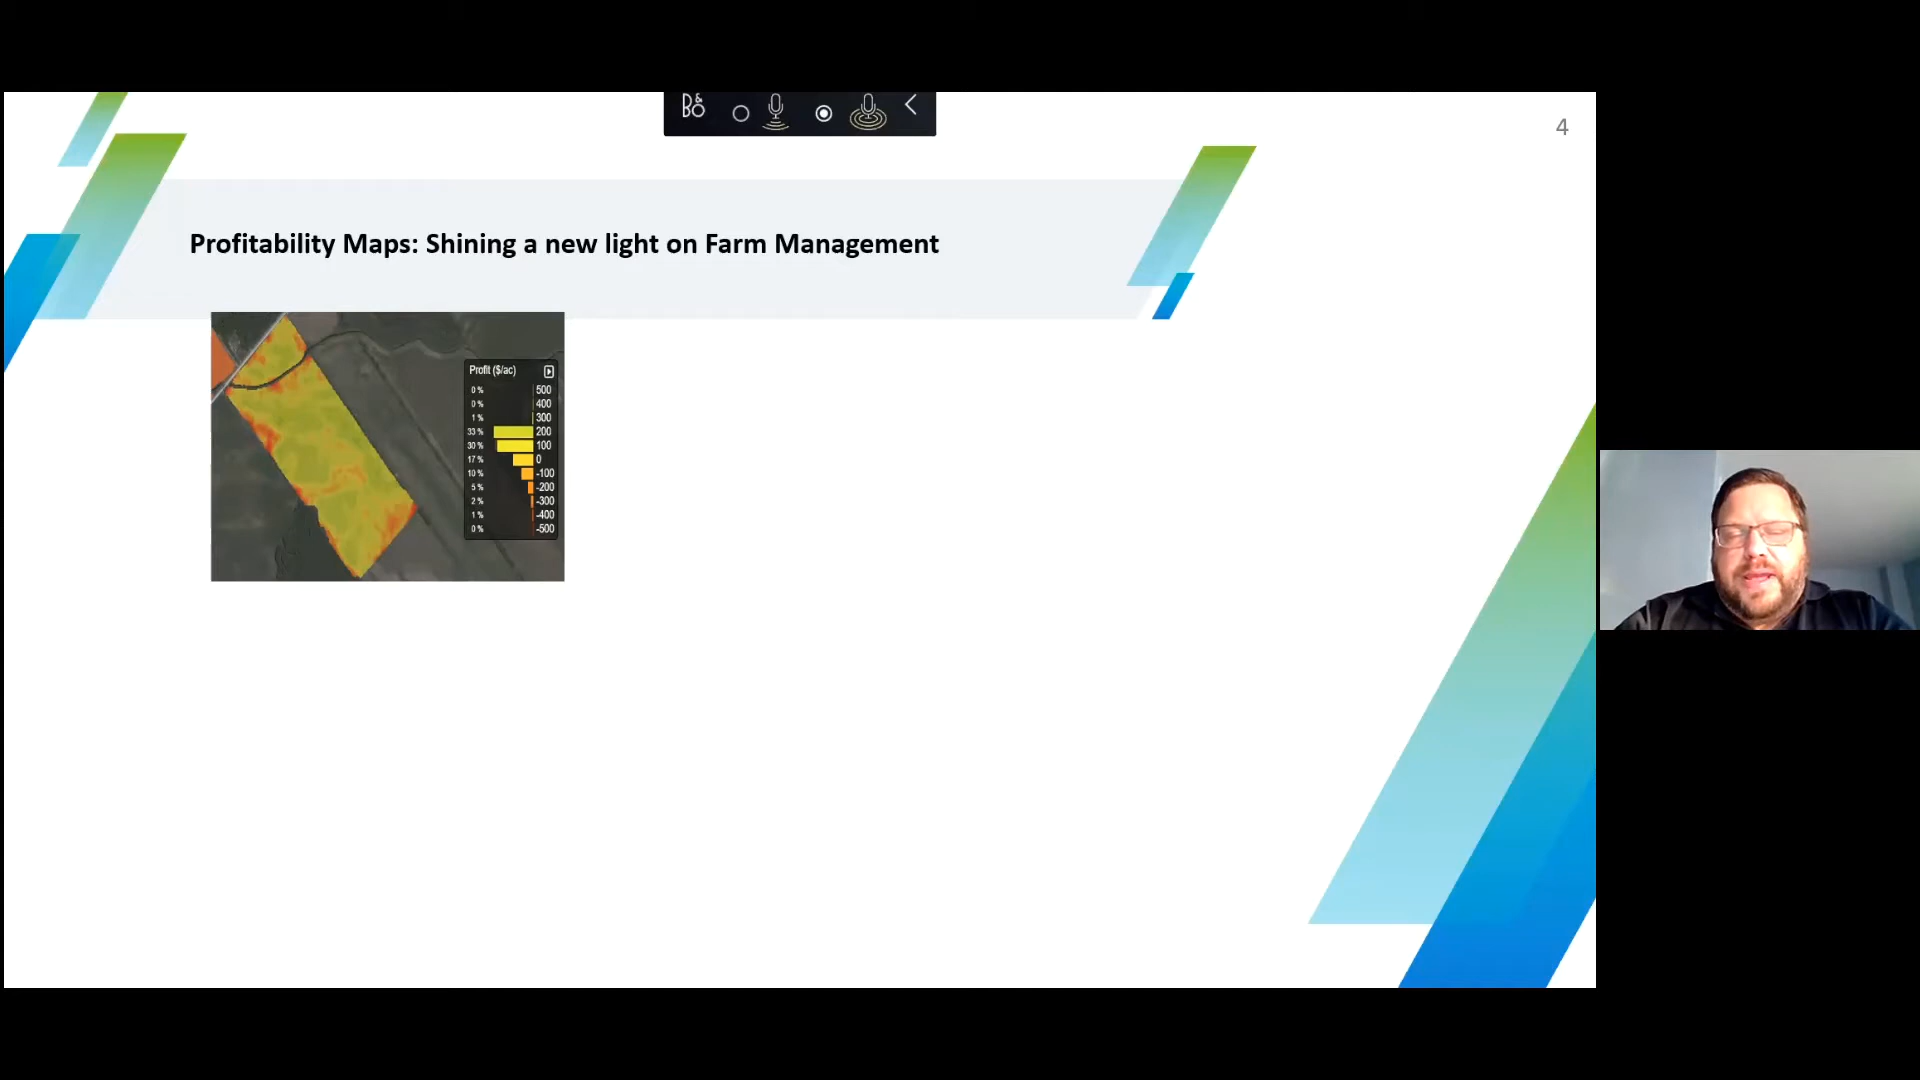 B&O
4
Profitability Maps: Shining a new light on Farm Management
Profit ($/ac)
0 % 500
0 % 400
1 % 300
33 % 200
30 % 100
17 % 0
10 % -100
5 % -200
2 % -300
1 % -400
0 % -500